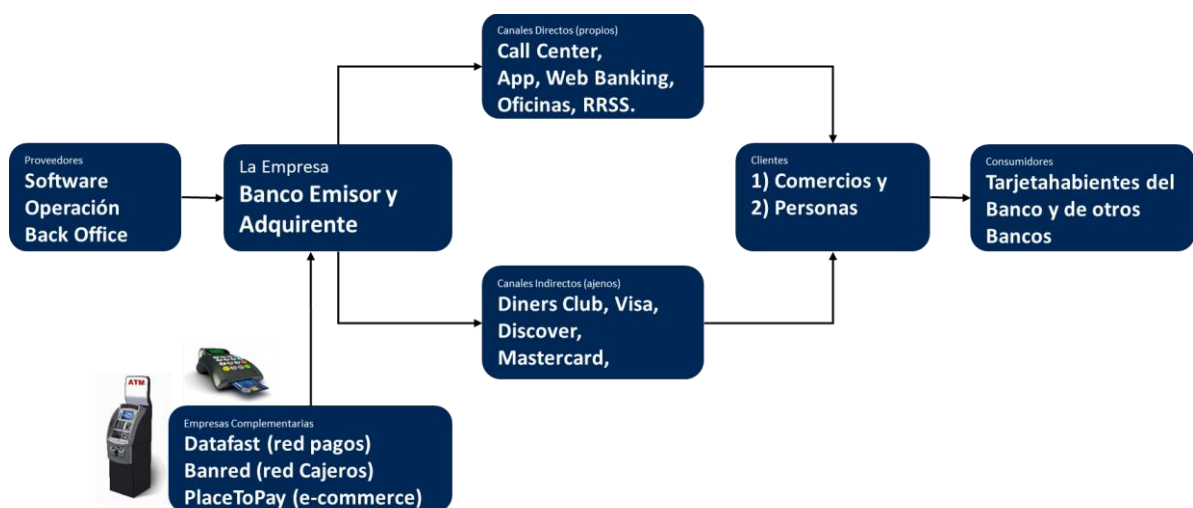 Proveedores
Software
Operación
Back Office
La Empresa
Banco Emisor y
Adquirente
Canales Directos (propios)
Call Center,
App, Web Banking,
Oficinas, RRSS.
Canales Indirectos (ajenos)
Diners Club, Visa,
Discover,
Mastercard,
Clientes
1) Comercios y
2) Personas
Consumidores
Tarjetahabientes del
Banco y de otros
Bancos
ATM
Empresas Complementarias
Datafast (red pagos)
Banred (red Cajeros)
PlaceToPay (e-commerce)